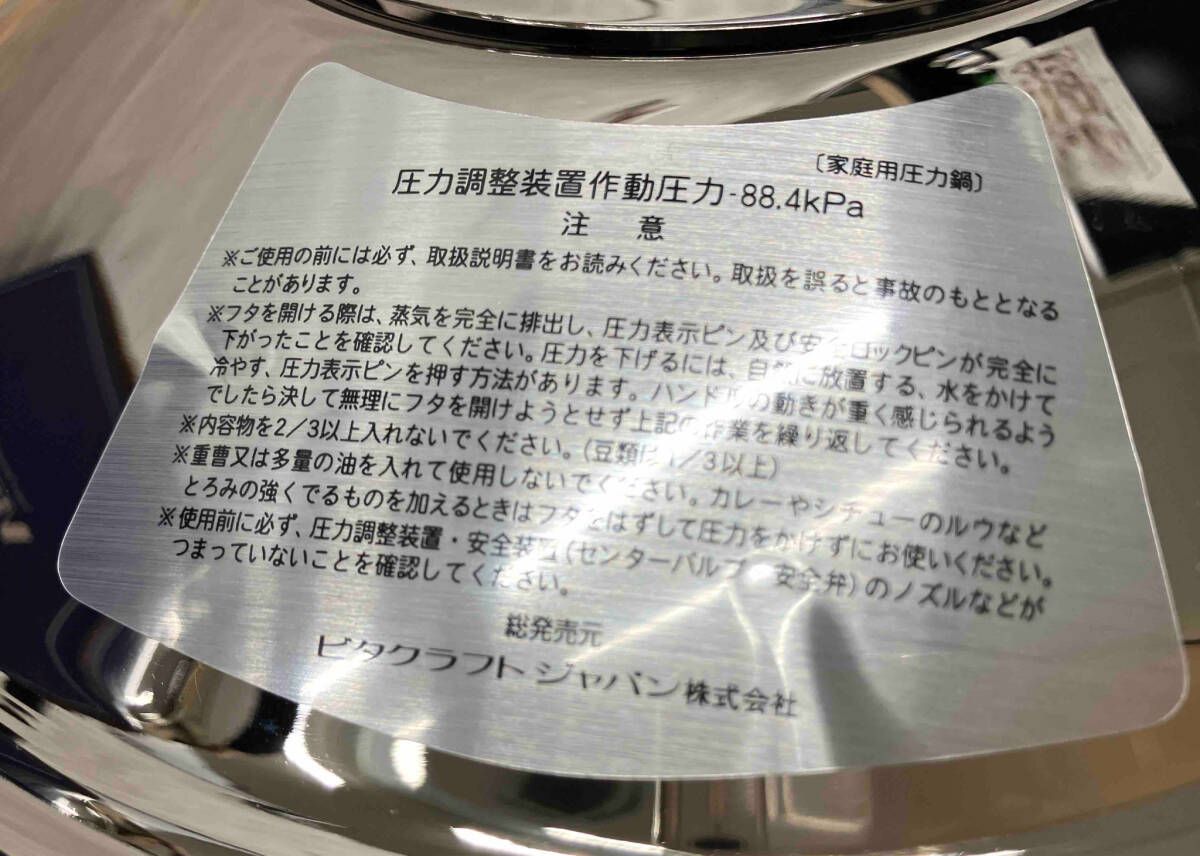 〔家庭用圧力鍋〕
圧力調整装置作動圧力-88.4kPa
注 意
※ご使用の前には必ず、取扱説明書をお読みください。取扱を誤ると事故のもととなる
ことがあります。
※フタを開ける際は、蒸気を完全に排出し、圧力表示ピン及び安全ロックピンが完全に
下がったことを確認してください。圧力を下げるには、自然に放置する、水をかけて
冷やす、圧力表示ピンを押す方法があります。ハンドルの動きが重く感じられるよう
でしたら決して無理にフタを開けようとせず上記の作業を繰り返してください。
※内容物を2／3以上入れないでください。(豆類は1／3以上)
※重曹又は多量の油を入れて使用しないでください。カレーやシチューのルウなど
とろみの強くでるものを加えるときはフタをはずして圧力をかけずにお使いください。
※使用前に必ず、圧力調整装置・安全装置(センターバルブ・安全弁)のノズルなどが
つまっていないことを確認してください。
総発売元
ビタクラフトジャパン株式会社